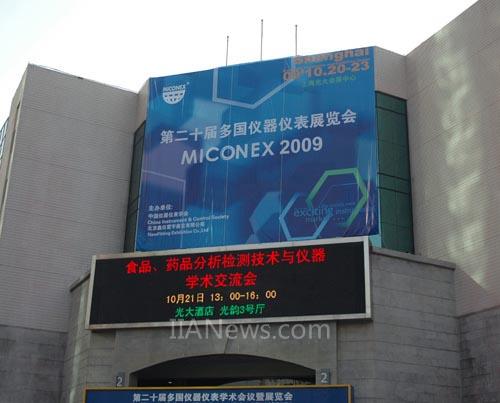 MICONEX
Shanghai
09'10.20-23
上海光大会展中心
第二十届多国仪器仪表展览会
MICONEX 2009
主办单位:
中国仪器仪表学会
China Instrument & Control Society
exciting
食品、药品分析检测技术与仪器
学术交流会
10月21日 13:00-16:00
光大酒店 光韵3号厅
IIANews.com
2
2
第二十届多国仪器仪表学术会议暨展览会